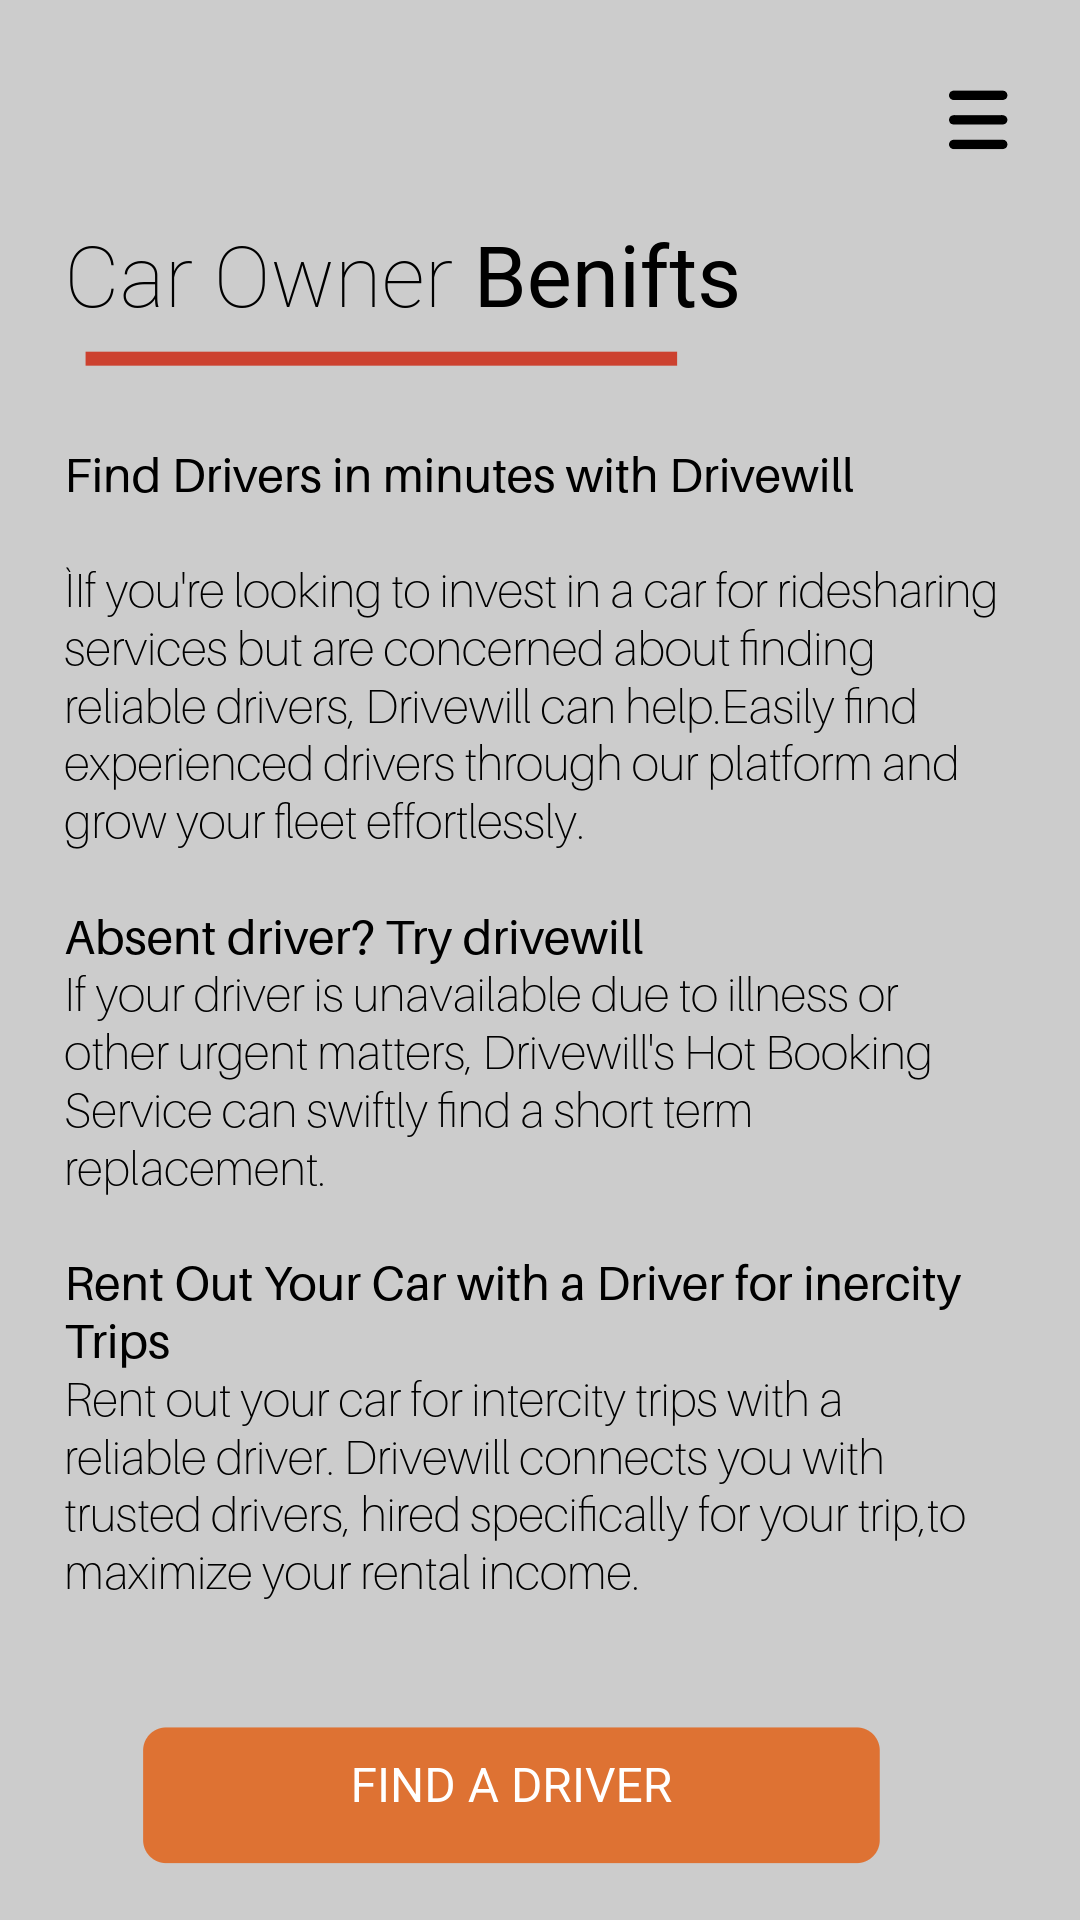 Car Owner Benifts
Find Drivers in minutes with Drivewill
ÌIf you're looking to invest in a car for ridesharing
services but are concerned about finding
reliable drivers, Drivewill can help.Easily find
experienced drivers through our platform and
grow your fleet effortlessly.
Absent driver? Try drivewill
If your driver is unavailable due to illness or
other urgent matters, Drivewill's Hot Booking
Service can swiftly find a short term
replacement.
Rent Out Your Car with a Driver for inercity
Trips
Rent out your car for intercity trips with a
reliable driver. Drivewill connects you with
trusted drivers, hired specifically for your trip,to
maximize your rental income.
FIND A DRIVER